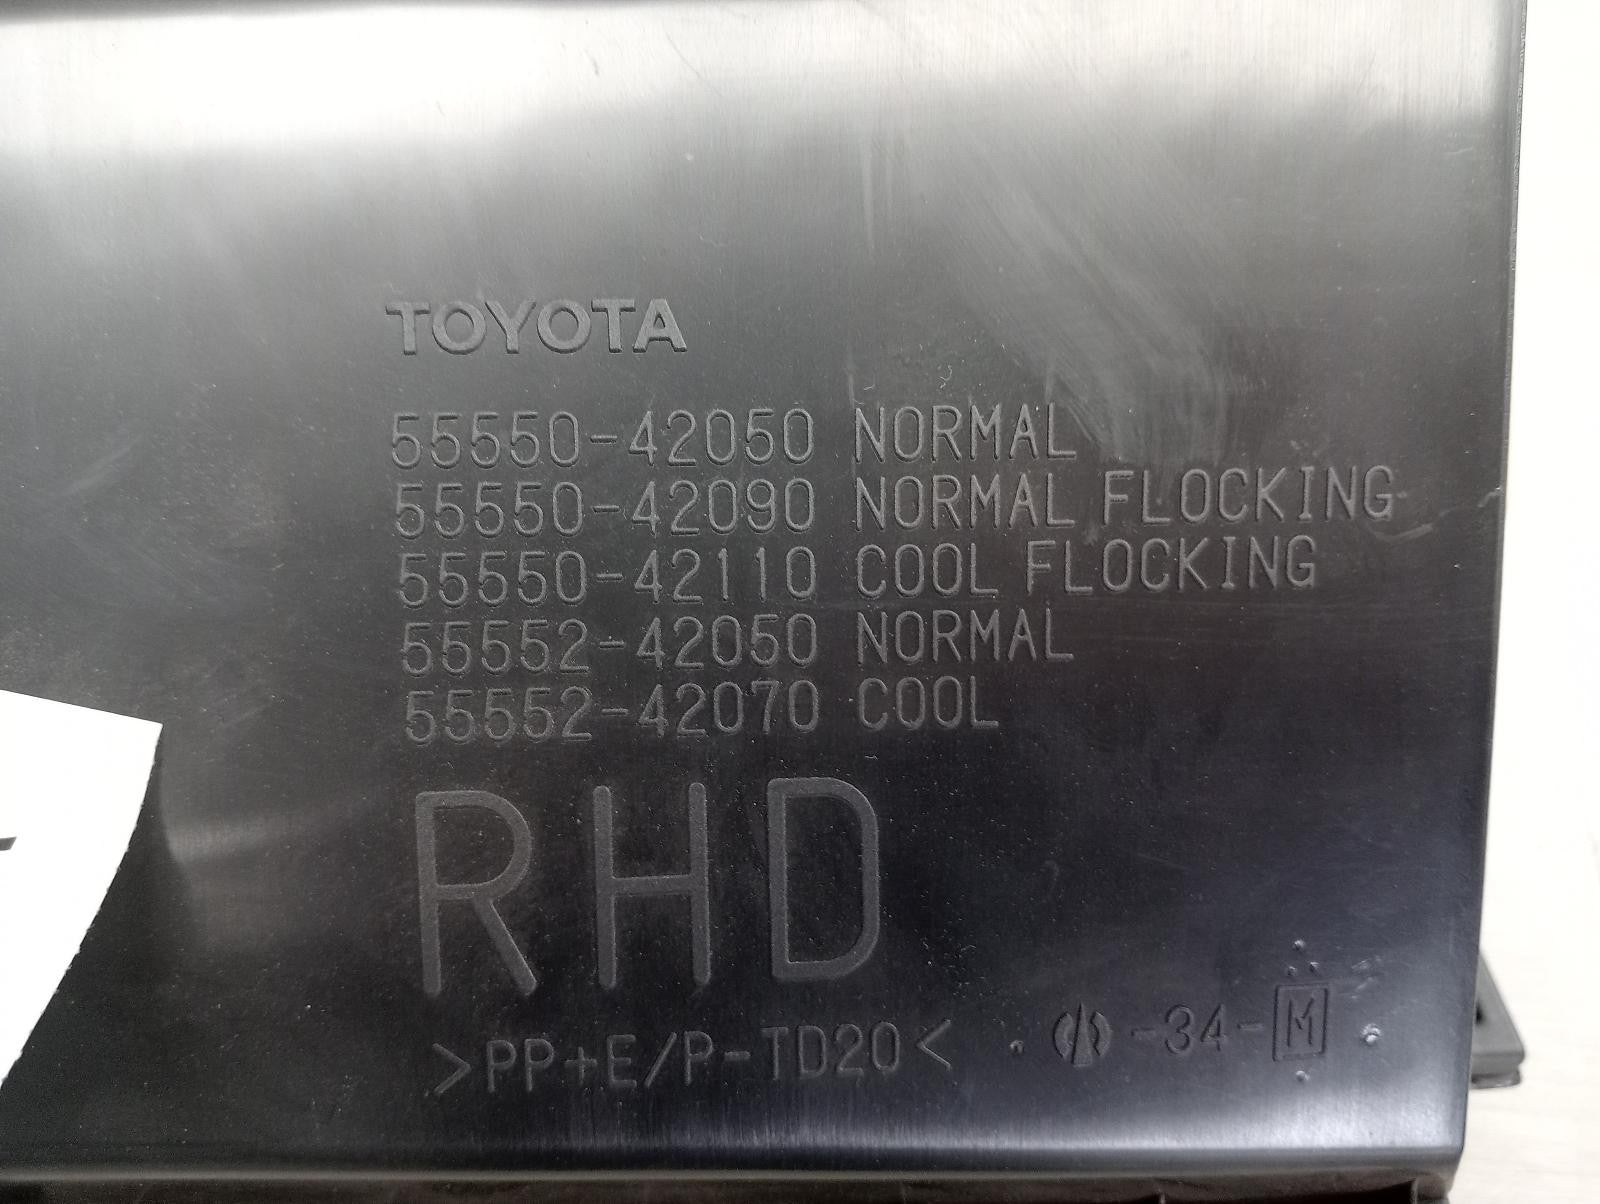 TOYOTA
55550-42050 NORMAL
55550-42090 NORMAL FLOCKING
55550-42110 COOL FLOCKING
55552-42050 NORMAL
55552-42070 COOL
RHD
>PP+E/P-TD20<
-34-M